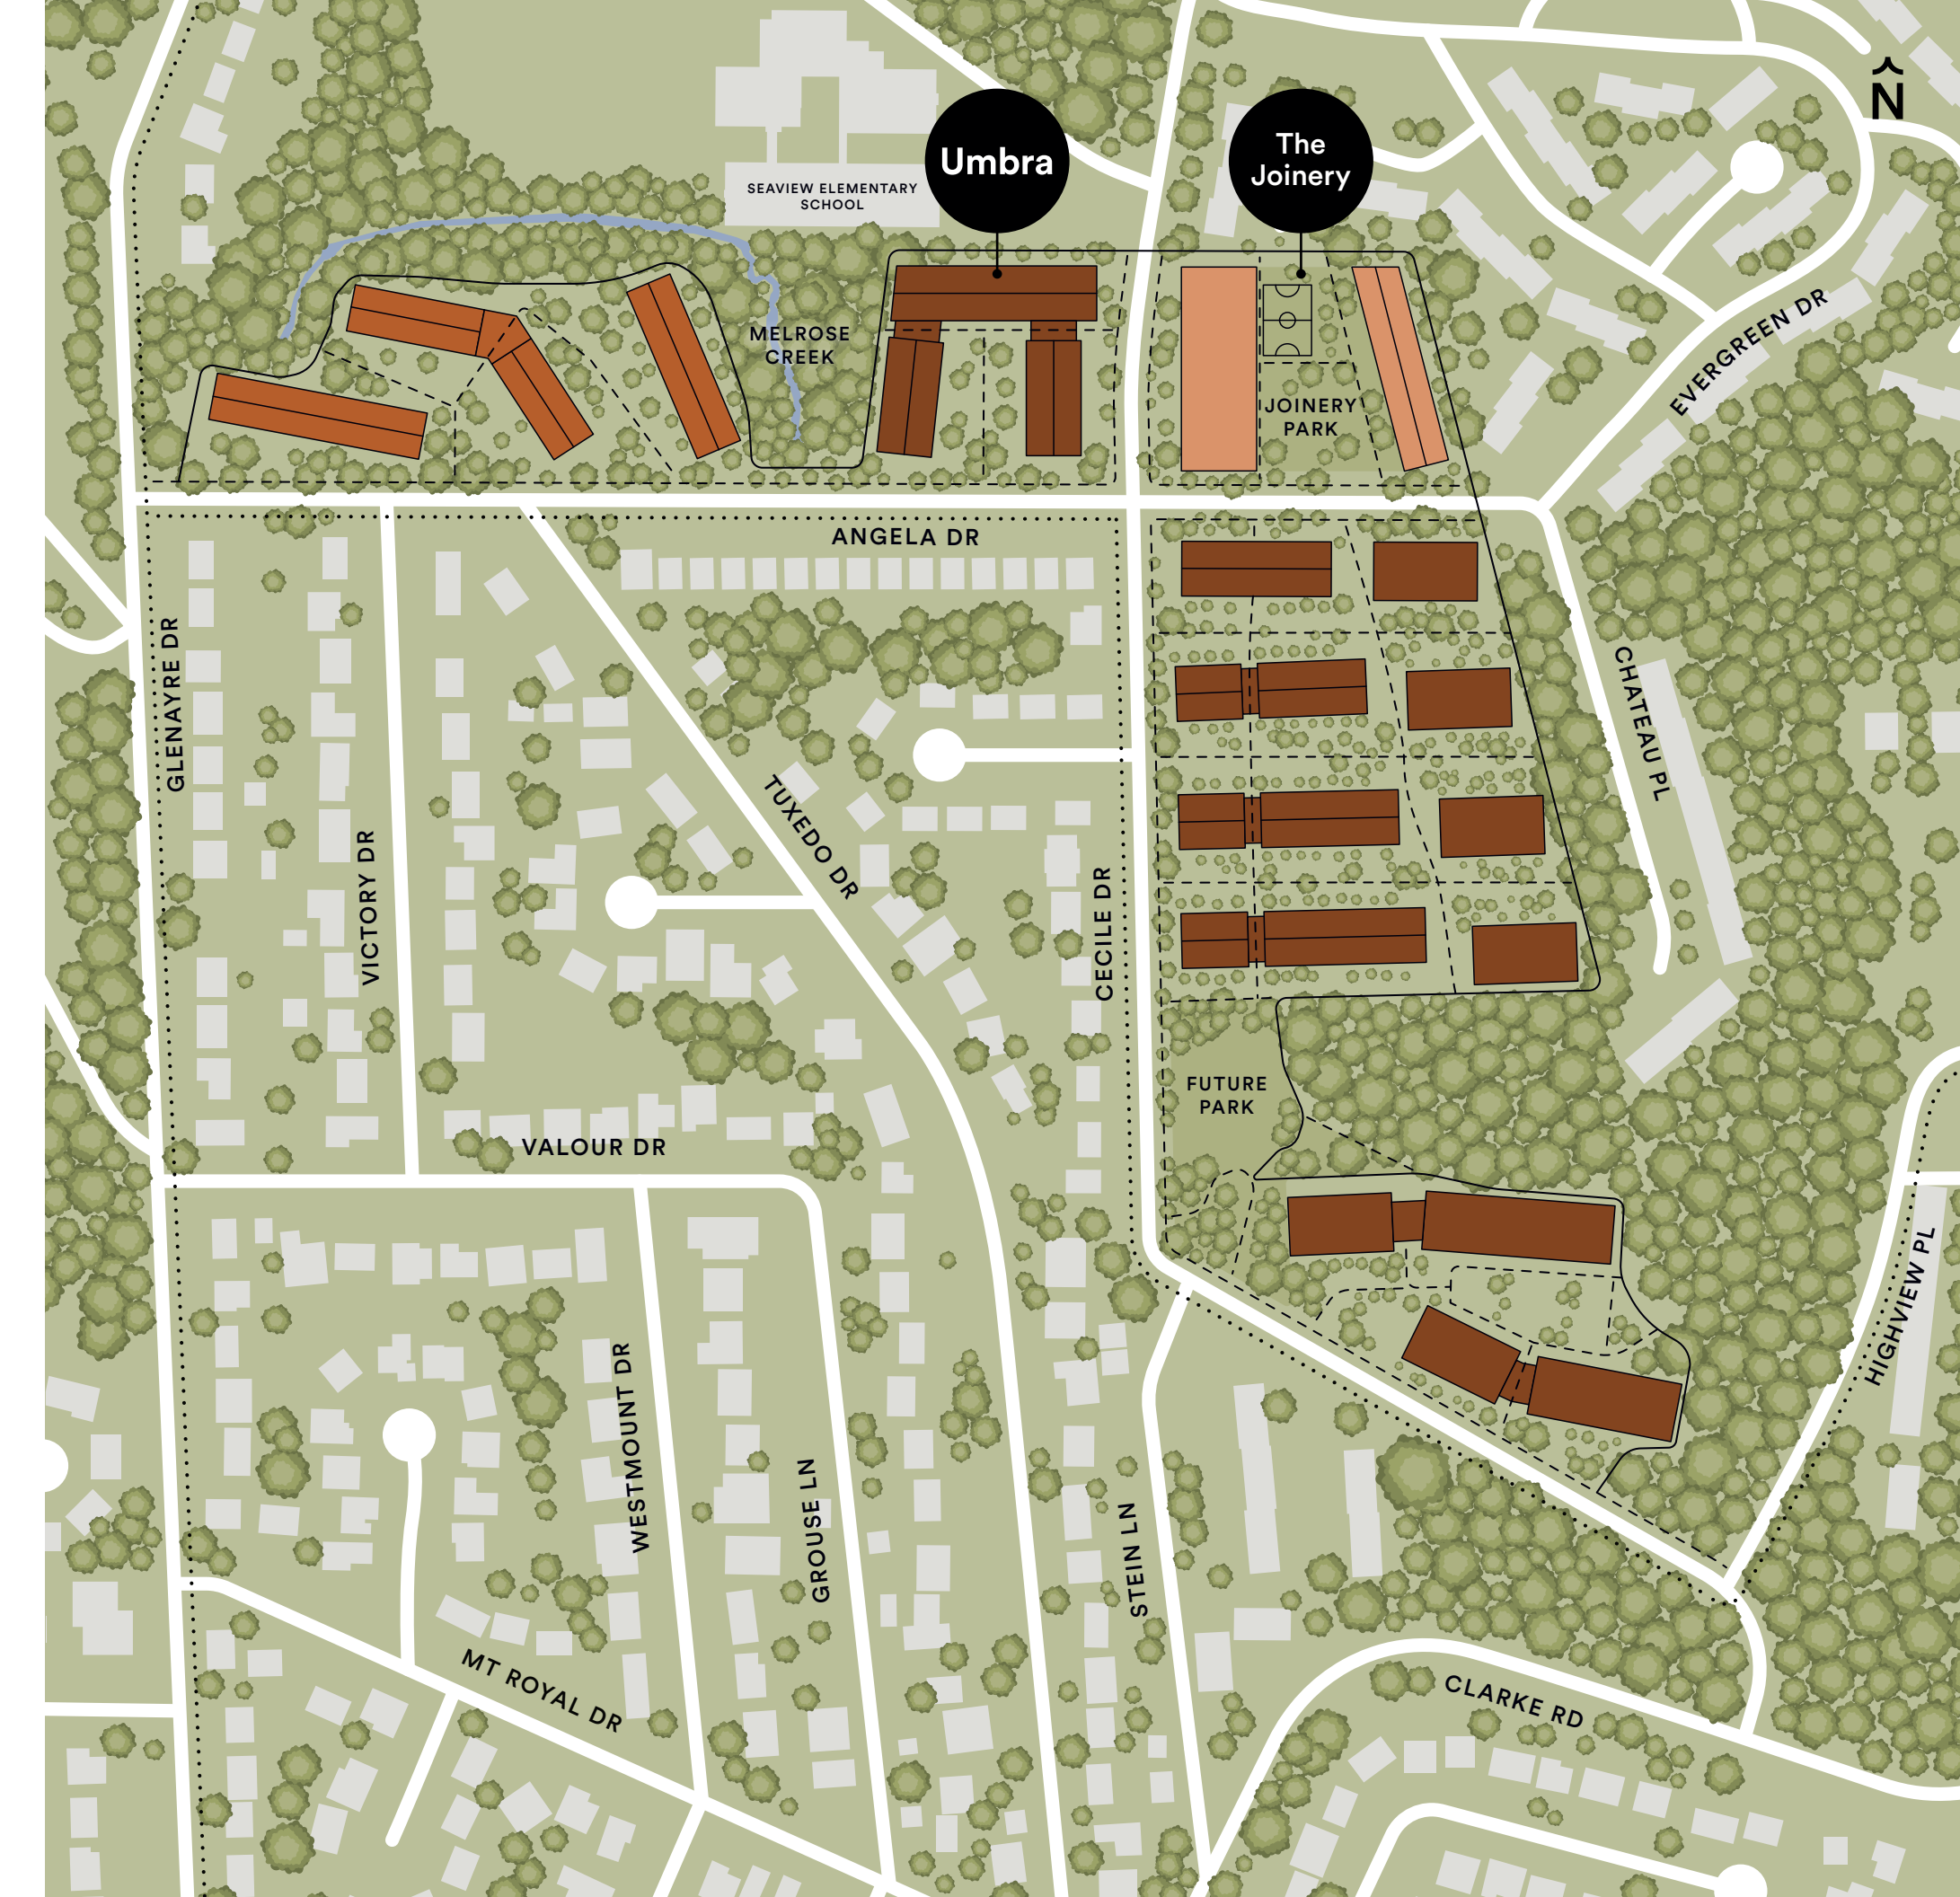 N
SEAVIEW ELEMENTARY
SCHOOL
Umbra
The
Joinery
MELROSE
CREEK
JOINERY
PARK
EVERGREEN DR
ANGELA DR
GLENAYRE DR
VICTORY DR
TUXEDO DR
CECILE DR
CHATEAU PL
FUTURE
PARK
VALOUR DR
HIGHVIEW PL
WESTMOUNT DR
GROUSE LN
STEIN LN
MT ROYAL DR
CLARKE RD